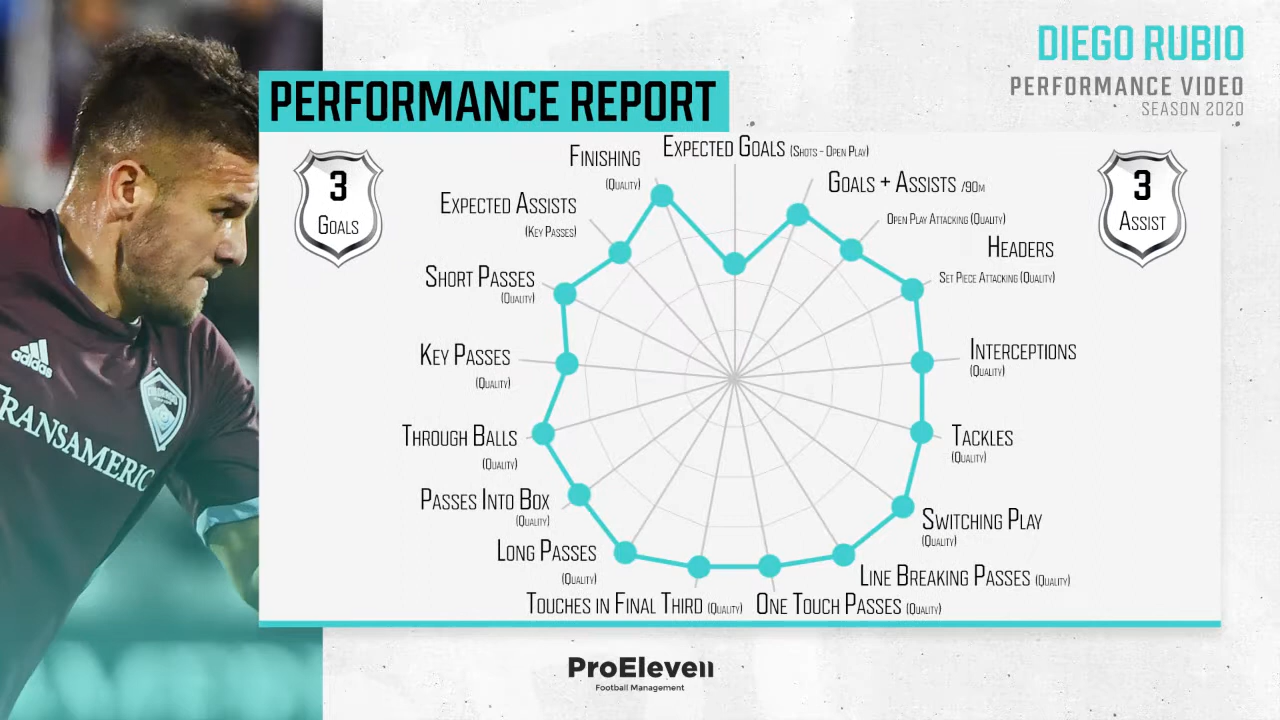 DIEGO RUBIO
PERFORMANCE VIDEO
SEASON 2020
PERFORMANCE REPORT
3
GOALS
3
ASSIST
EXPECTED GOALS (SHOTS - OPEN PLAY)
GOALS + ASSISTS /90M
OPEN PLAY ATTACKING (QUALITY)
HEADERS
SET PIECE ATTACKING (QUALITY)
INTERCEPTIONS
(QUALITY)
TACKLES
(QUALITY)
SWITCHING PLAY
(QUALITY)
LINE BREAKING PASSES (QUALITY)
ONE TOUCH PASSES (QUALITY)
TOUCHES IN FINAL THIRD (QUALITY)
LONG PASSES
(QUALITY)
PASSES INTO BOX
(QUALITY)
THROUGH BALLS
(QUALITY)
KEY PASSES
(QUALITY)
SHORT PASSES
(QUALITY)
EXPECTED ASSISTS
(KEY PASSES)
FINISHING
(QUALITY)
adidas
COLORADO
TRANSAMERIC
ProEleven
Football Management